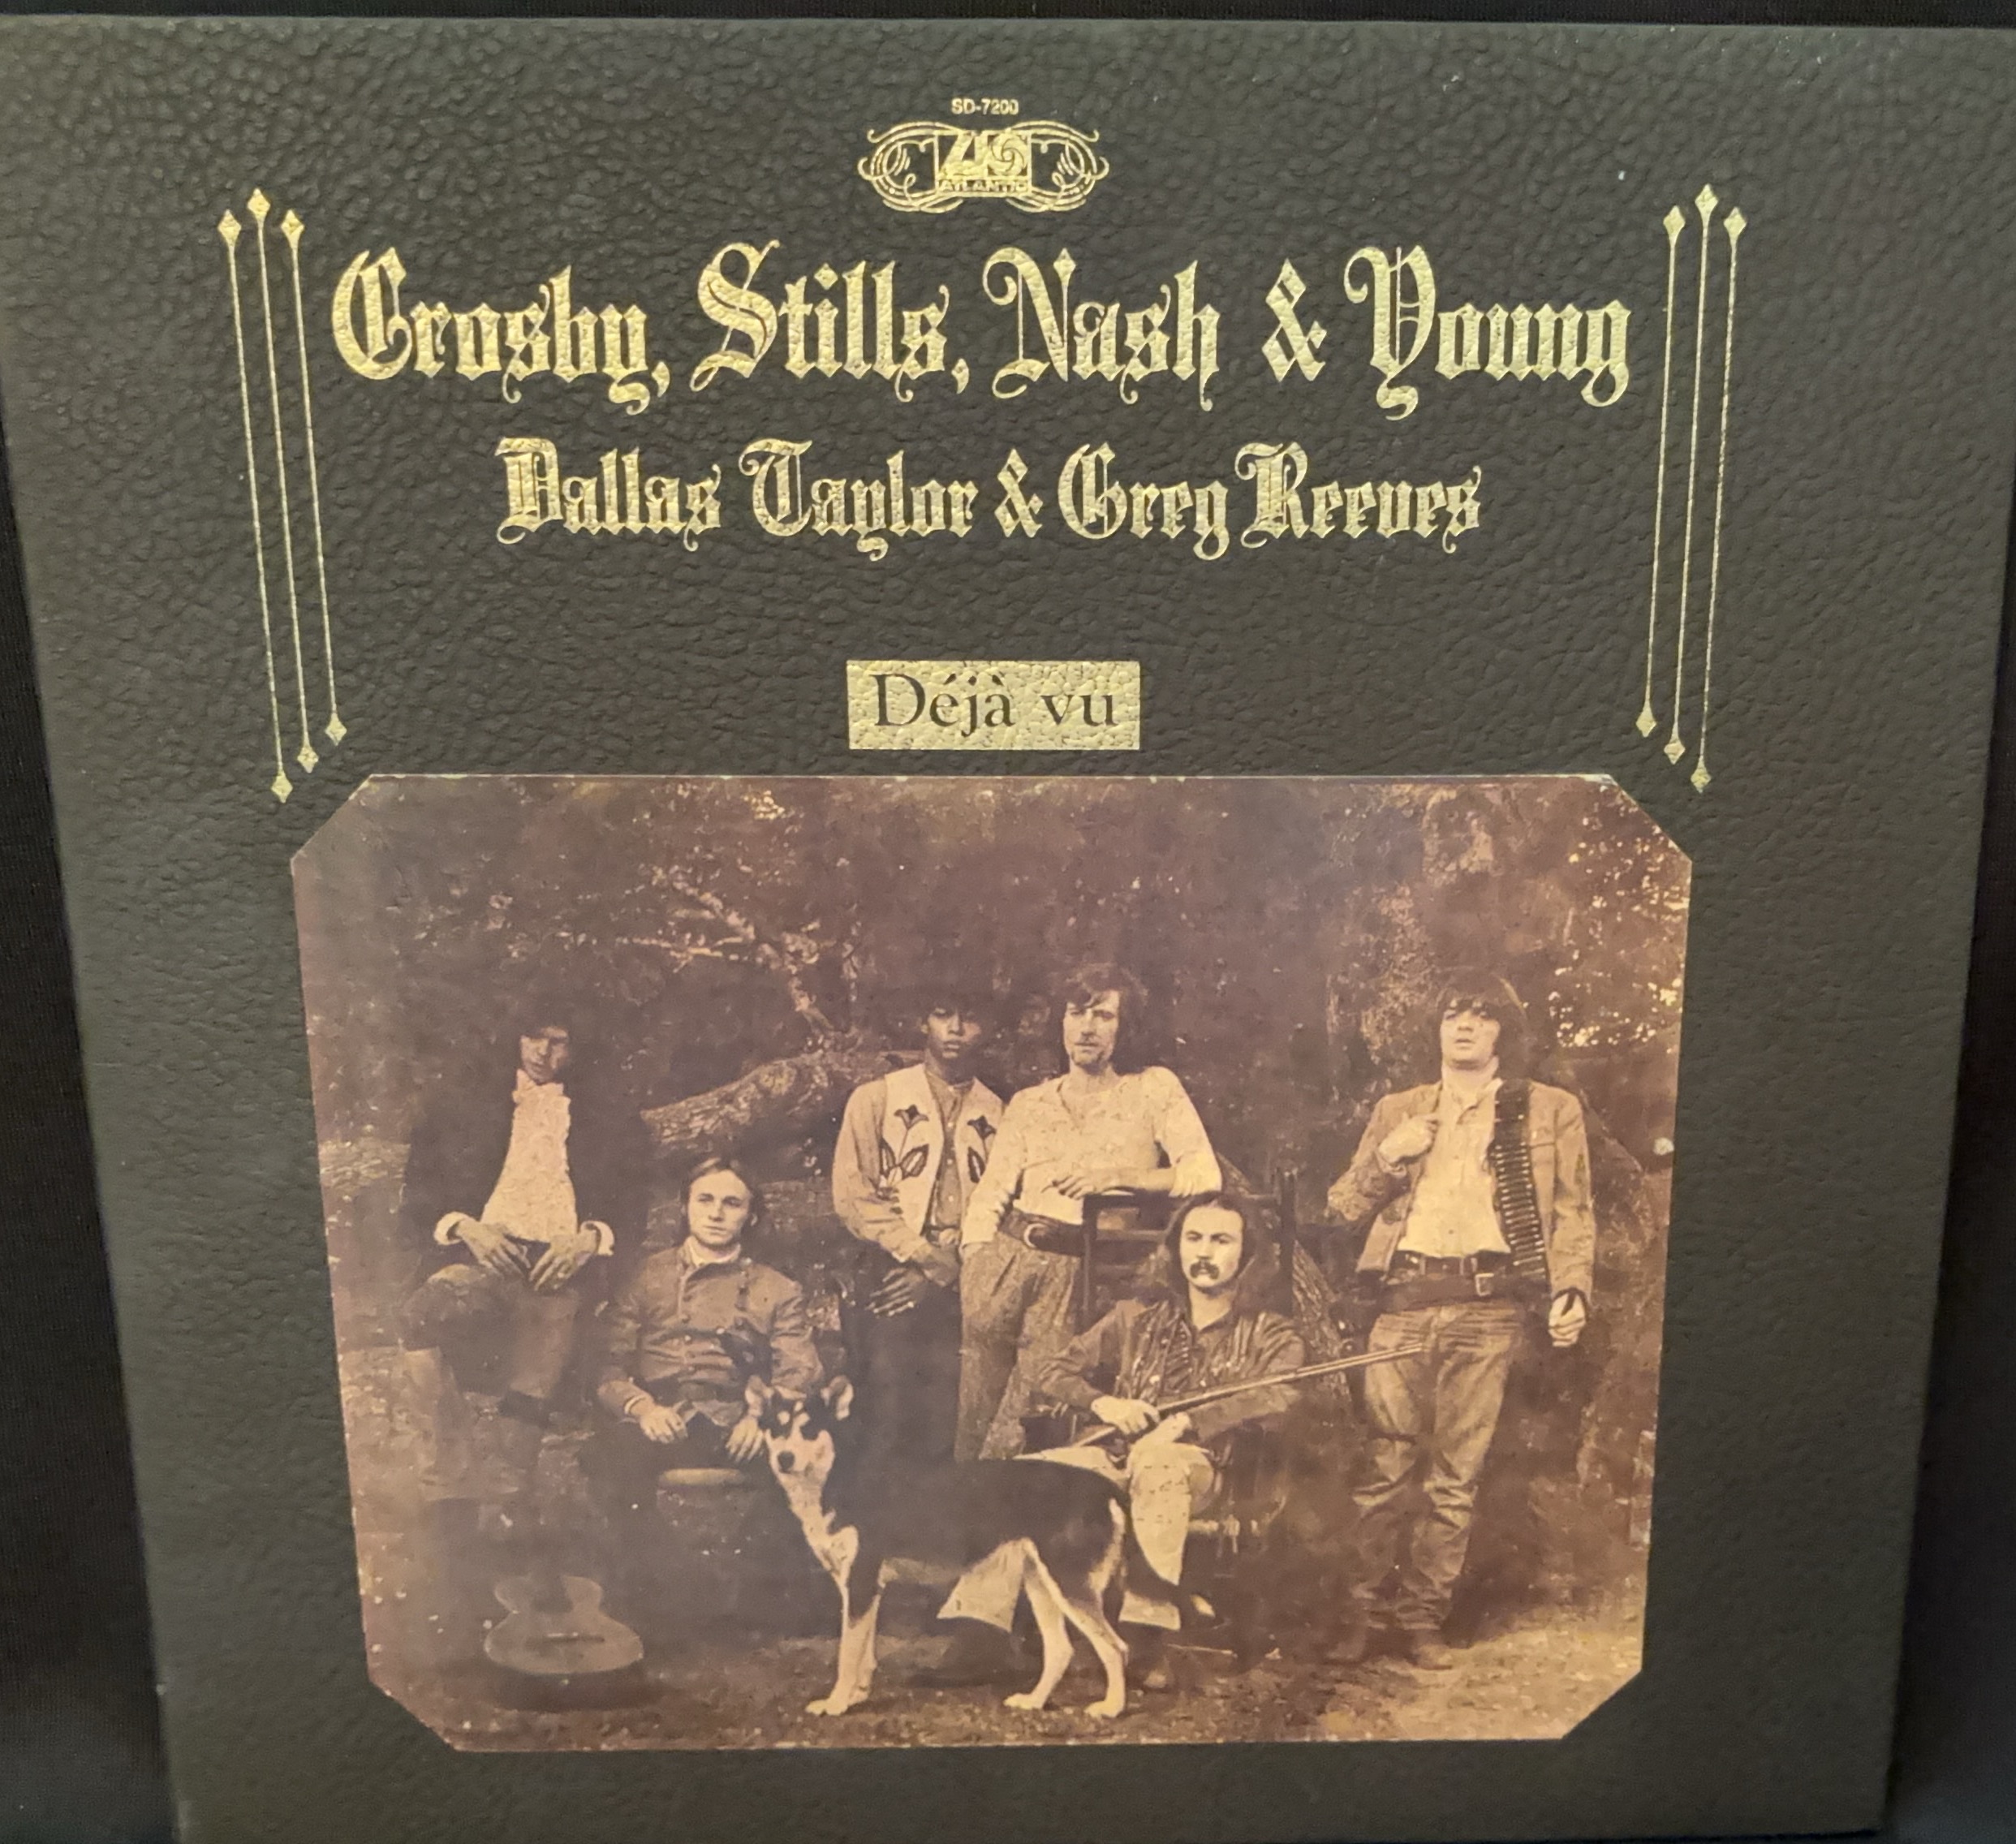 SD-7200
ATLANTIC
Crosby, Stills, Nash & Young
Dallas Taylor & Greg Reeves
Déjà vu